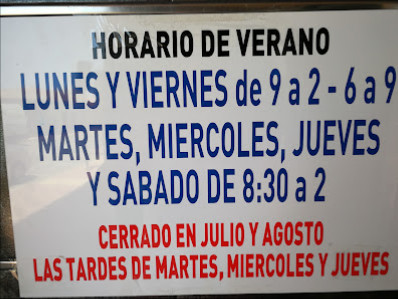 HORARIO DE VERANO
LUNES Y VIERNES de 9 a 2 - 6 a 9
MARTES, MIERCOLES, JUEVES
Y SABADO DE 8:30 a 2
CERRADO EN JULIO Y AGOSTO
LAS TARDES DE MARTES, MIERCOLES Y JUEVES